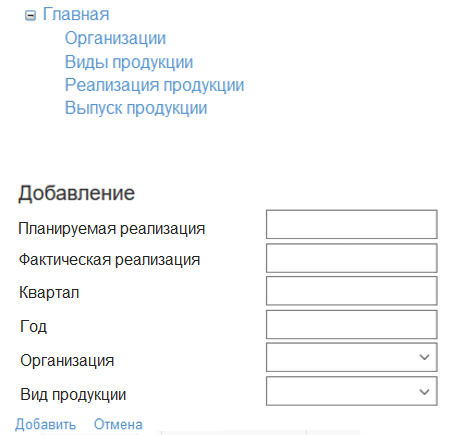 Главная
Организации
Виды продукции
Реализация продукции
Выпуск продукции
Добавление
Планируемая реализация
Фактическая реализация
Квартал
Год
Организация
Вид продукции
Добавить Отмена